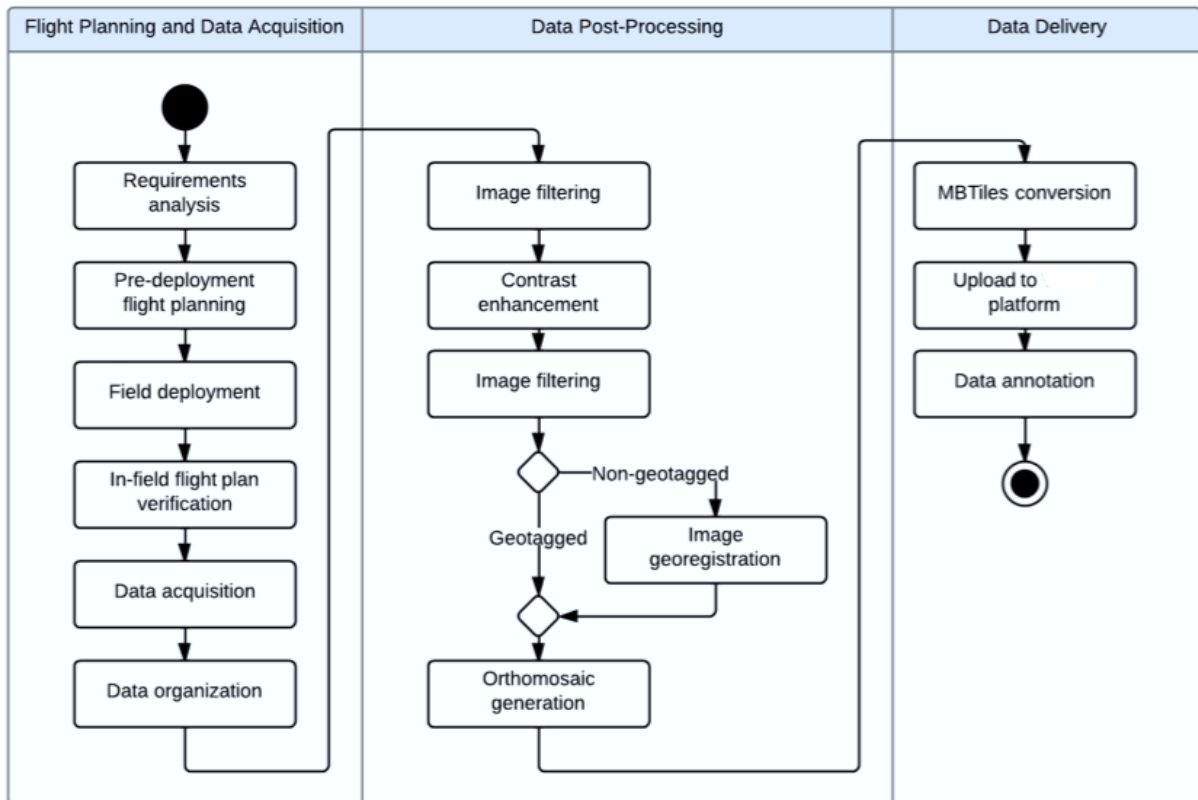 Flight Planning and Data Acquisition
Data Post-Processing
Data Delivery
Requirements
analysis
Pre-deployment
flight planning
Field deployment
In-field flight plan
verification
Data acquisition
Data organization
Image filtering
Contrast
enhancement
Image filtering
Non-geotagged
Geotagged
Image
georegistration
Orthomosaic
generation
MBTiles conversion
Upload to
platform
Data annotation